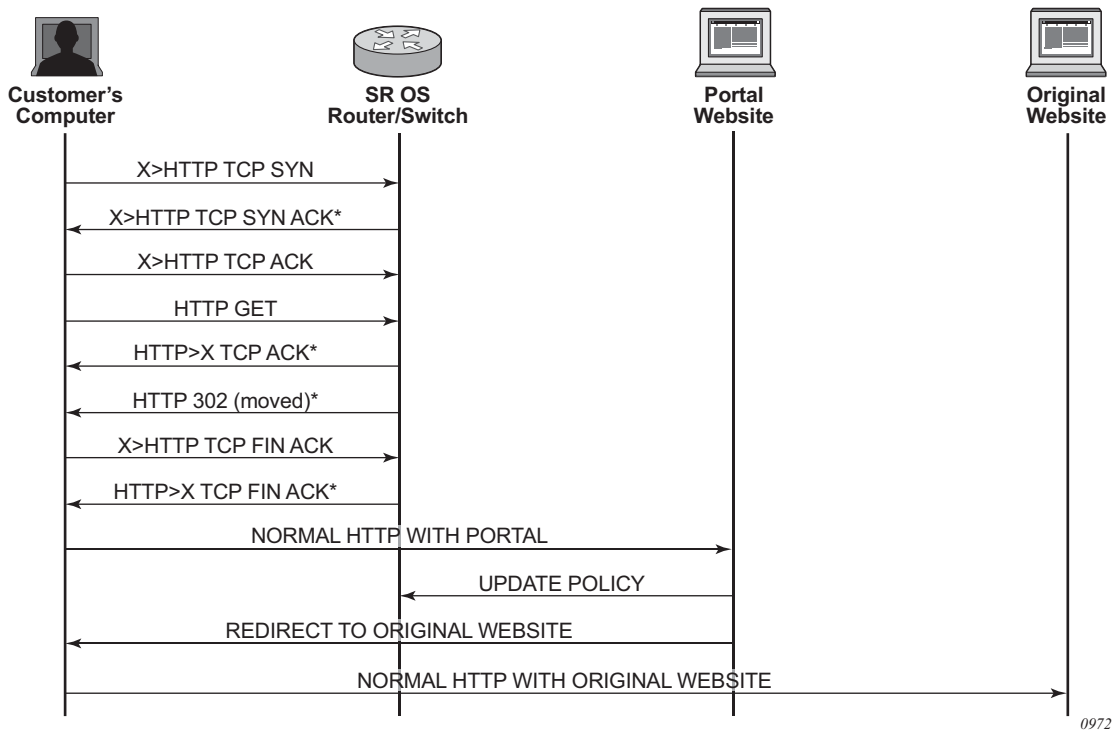 Customer's
Computer
SR OS
Router/Switch
Portal
Website
Original
Website
X>HTTP TCP SYN
X>HTTP TCP SYN ACK*
X>HTTP TCP ACK
HTTP GET
HTTP>X TCP ACK*
HTTP 302 (moved)*
X>HTTP TCP FIN ACK
HTTP>X TCP FIN ACK*
NORMAL HTTP WITH PORTAL
UPDATE POLICY
REDIRECT TO ORIGINAL WEBSITE
NORMAL HTTP WITH ORIGINAL WEBSITE
0972